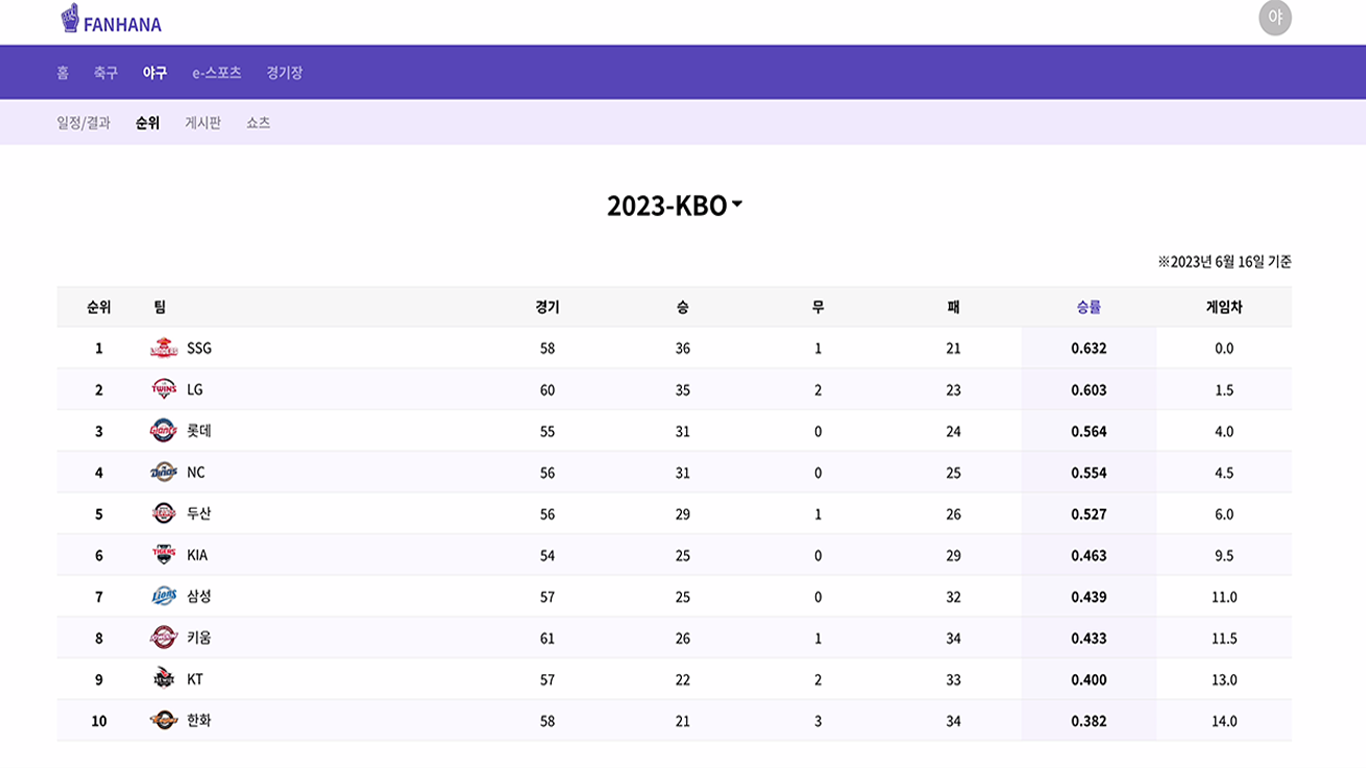 FANHANA
야
홈 축구 야구 e-스포츠 경기장
일정/결과 순위 게시판 쇼츠
2023-KBO
※2023년 6월 16일 기준
순위 팀 경기 승 무 패 승률 게임차
1 SSG 58 36 1 21 0.632 0.0
2 TWINS LG 60 35 2 23 0.603 1.5
3 Giants 롯데 55 31 0 24 0.564 4.0
4 Dinos NC 56 31 0 25 0.554 4.5
5 두산 56 29 1 26 0.527 6.0
6 TIGERS KIA 54 25 0 29 0.463 9.5
7 Lions 삼성 57 25 0 32 0.439 11.0
8 키움 61 26 1 34 0.433 11.5
9 KT 57 22 2 33 0.400 13.0
10 한화 58 21 3 34 0.382 14.0